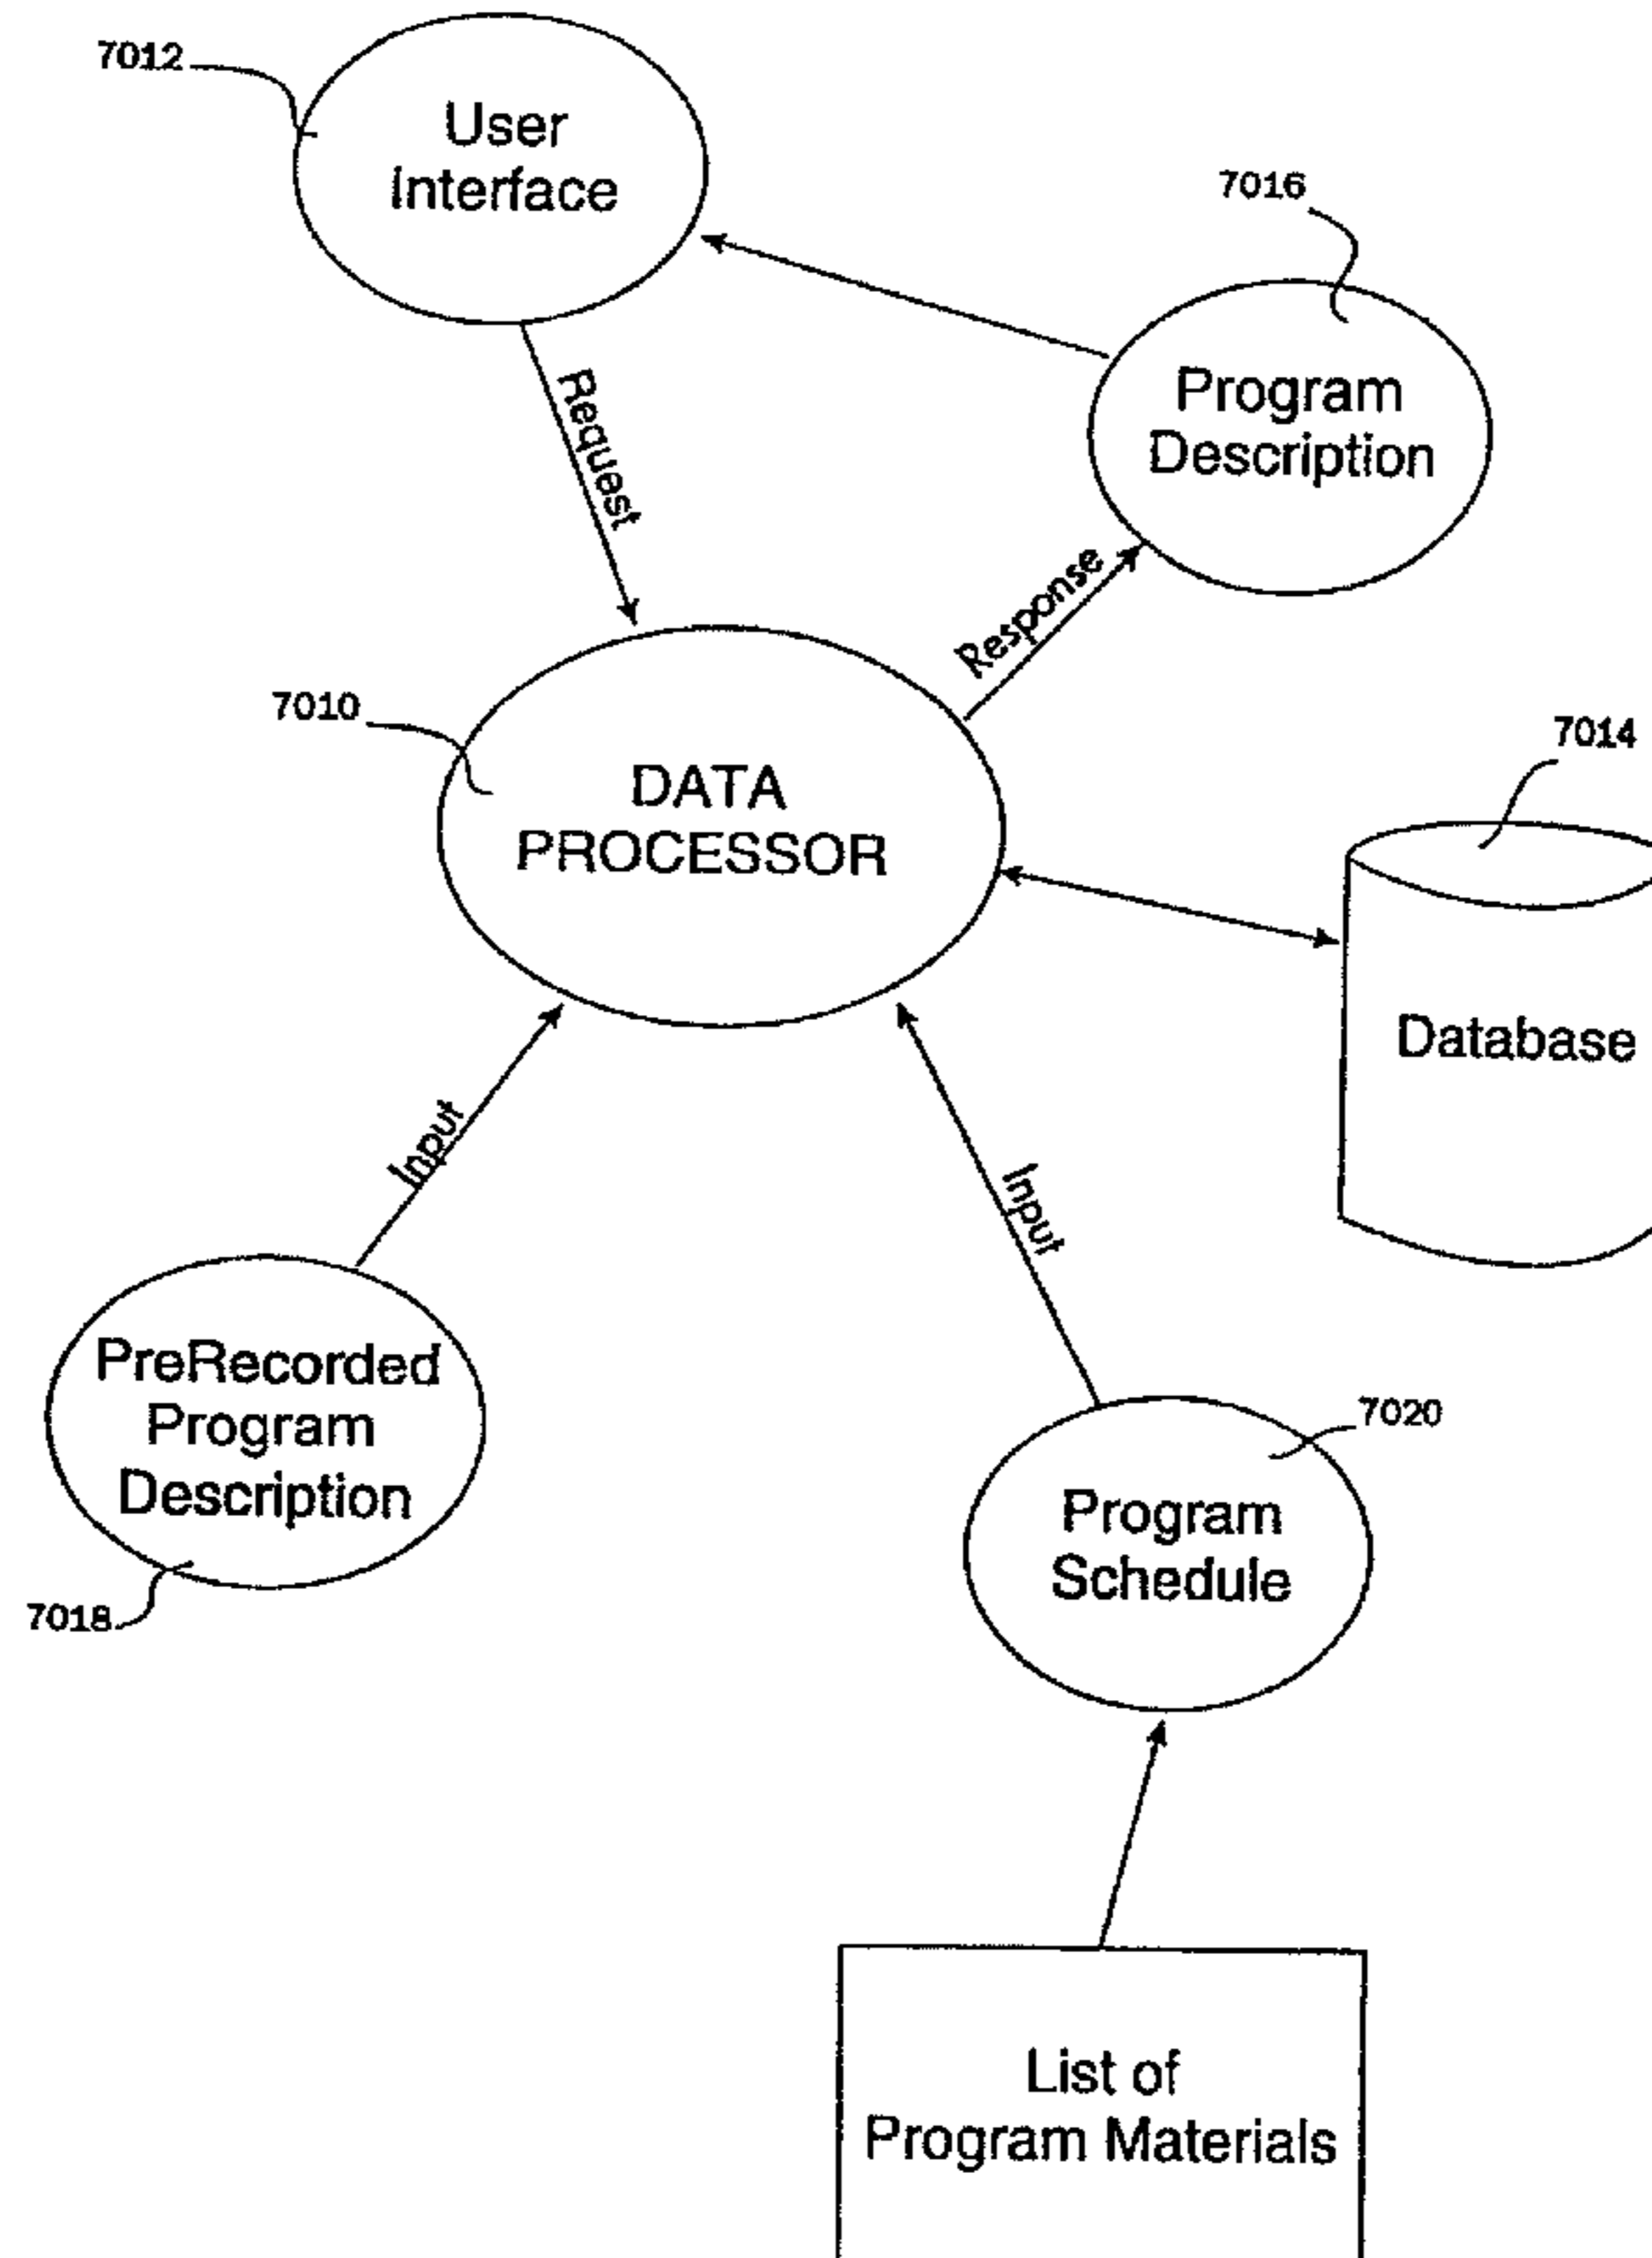 7012
User
Interface
7016
Program
Description
Request
Response
7010
DATA
PROCESSOR
7014
Database
Input
Input
PreRecorded
Program
Description
7018
7020
Program
Schedule
List of
Program Materials